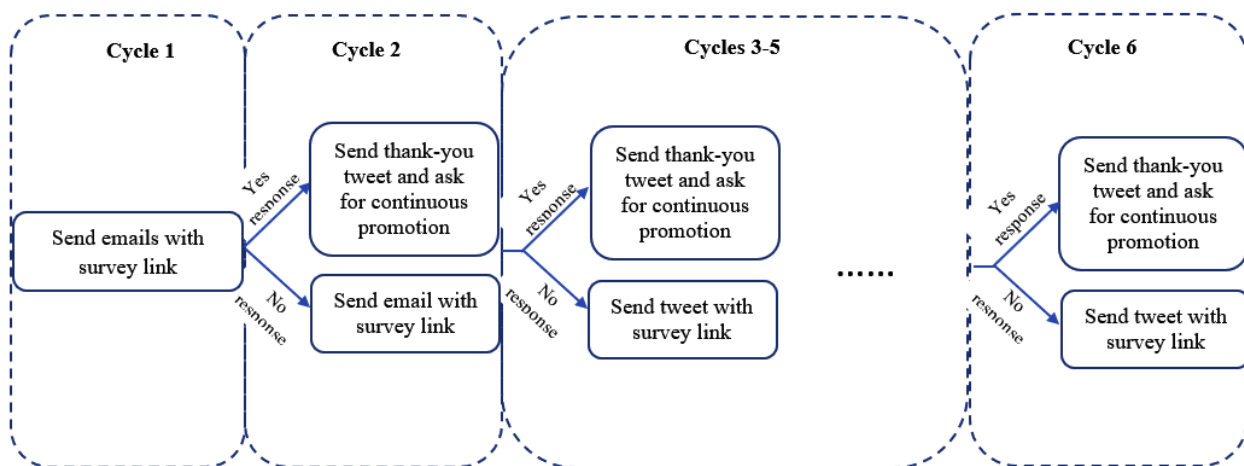 Cycle 1
Send emails with
survey link
Cycle 2
Yes
response
Send thank-you
tweet and ask
for continuous
promotion
No
response
Send email with
survey link
Cycles 3-5
Yes
response
Send thank-you
tweet and ask
for continuous
promotion
No
response
Send tweet with
survey link
......
Cycle 6
Yes
response
Send thank-you
tweet and ask
for continuous
promotion
No
response
Send tweet with
survey link